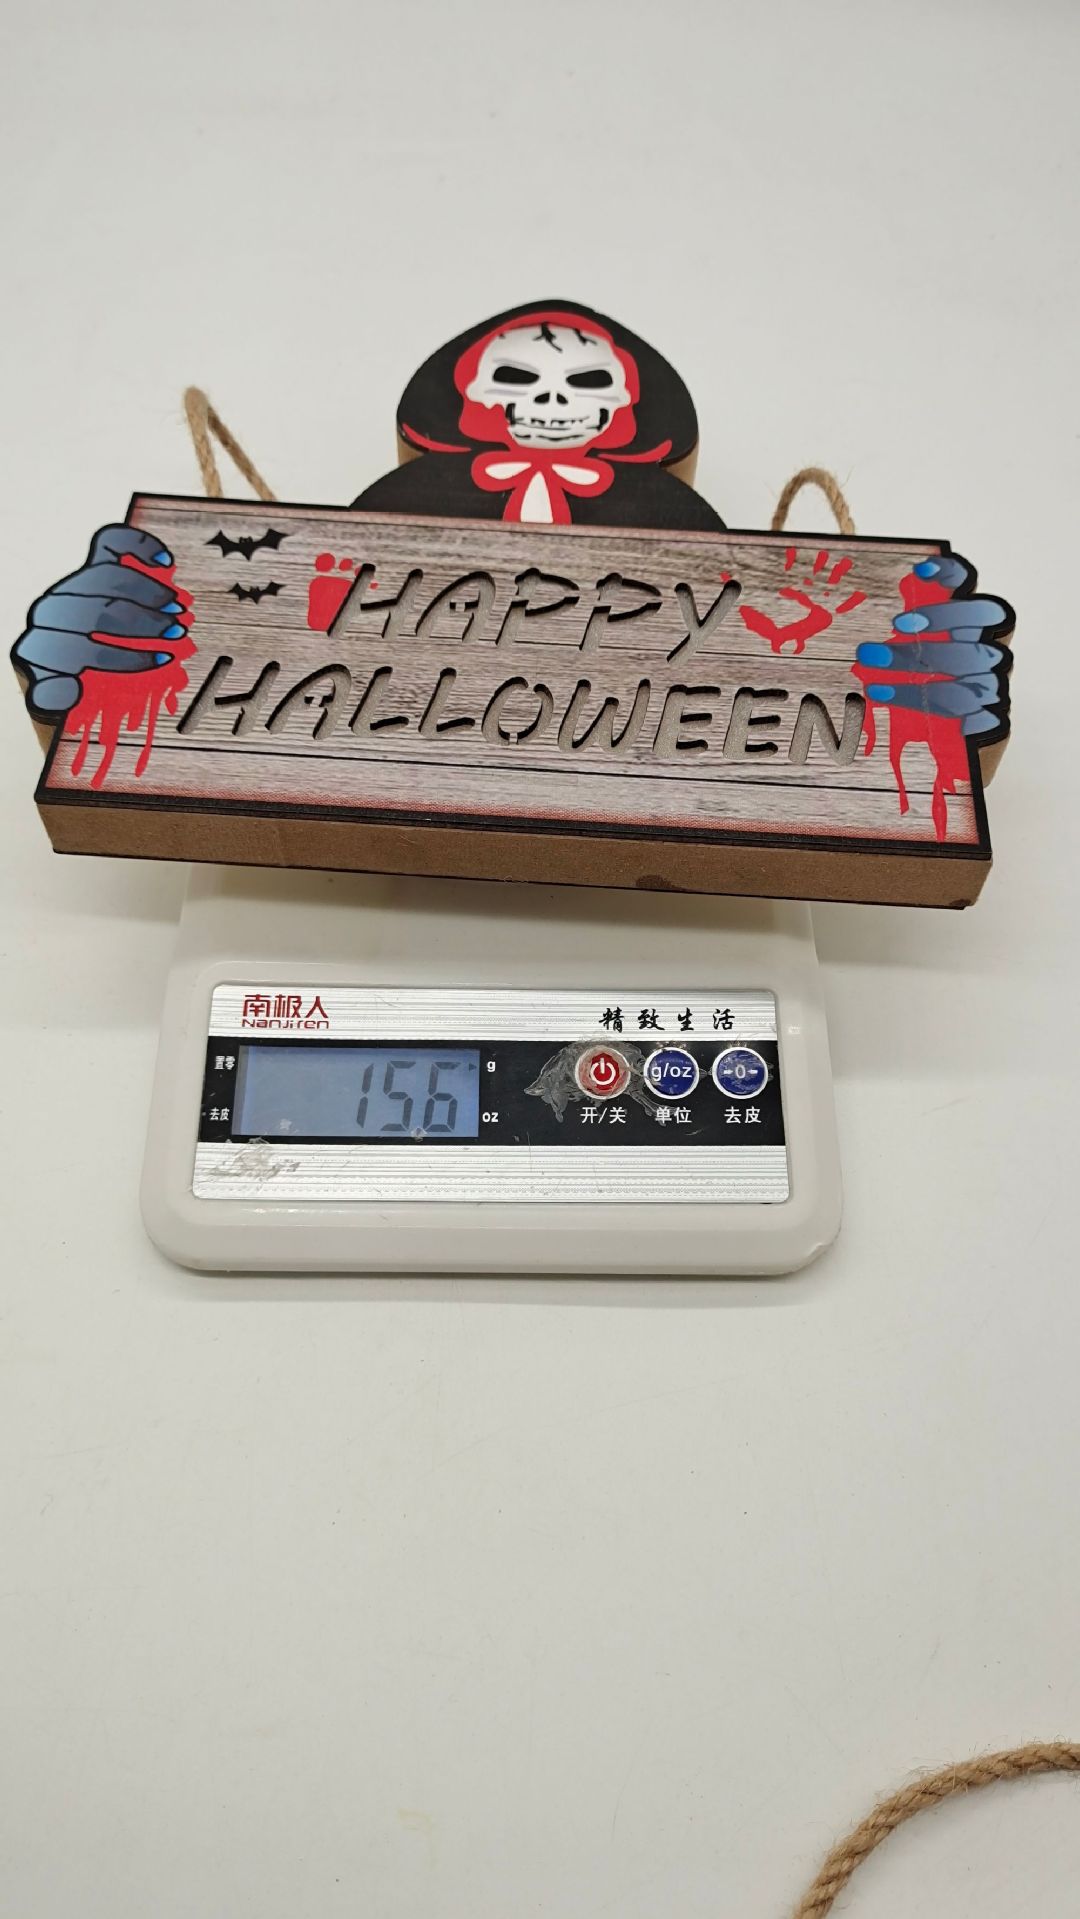 HAPPY
HALLOWEEN
南极人
NanJiren
精致生活
置零
156
g
去皮
oz
g/oz
→0←
开/关
单位
去皮